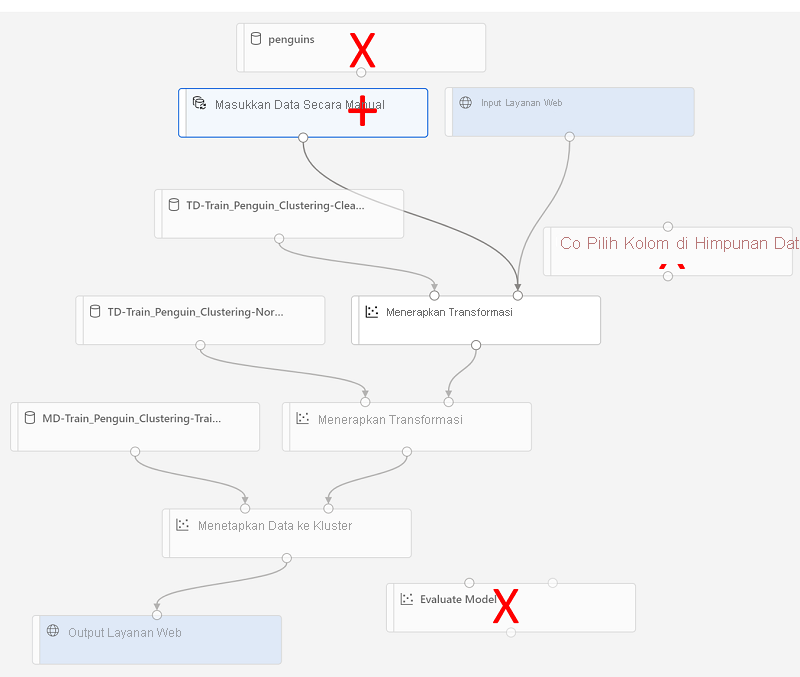 penguins
X
Masukkan Data Secara Manual
+
Input Layanan Web
TD-Train_Penguin_Clustering-Clea...
Co Pilih Kolom di Himpunan Dat
TD-Train_Penguin_Clustering-Nor...
Menerapkan Transformasi
MD-Train_Penguin_Clustering-Trai...
Menerapkan Transformasi
Menetapkan Data ke Kluster
Evaluate Model
X
Output Layanan Web